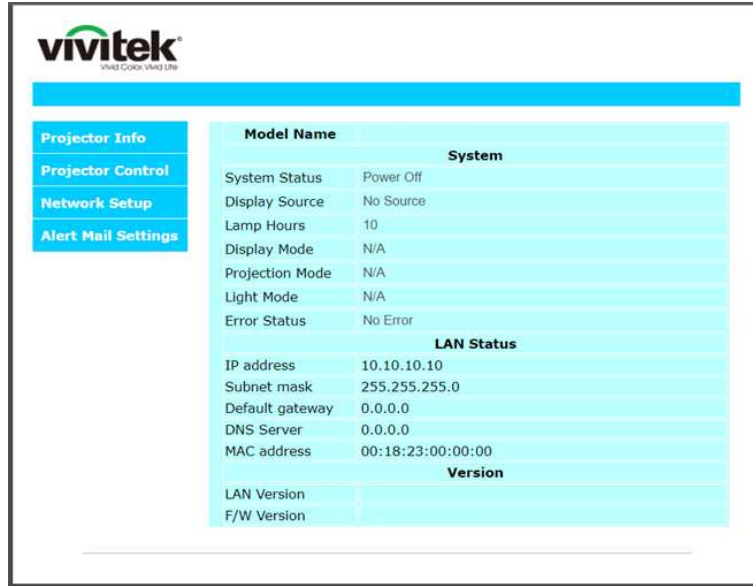 vivitek
Vivid Color, Vivid Life
Projector Info
Projector Control
Network Setup
Alert Mail Settings
Model Name
System
System Status Power Off
Display Source No Source
Lamp Hours 10
Display Mode N/A
Projection Mode N/A
Light Mode N/A
Error Status No Error
LAN Status
IP address 10.10.10.10
Subnet mask 255.255.255.0
Default gateway 0.0.0.0
DNS Server 0.0.0.0
MAC address 00:18:23:00:00:00
Version
LAN Version
F/W Version